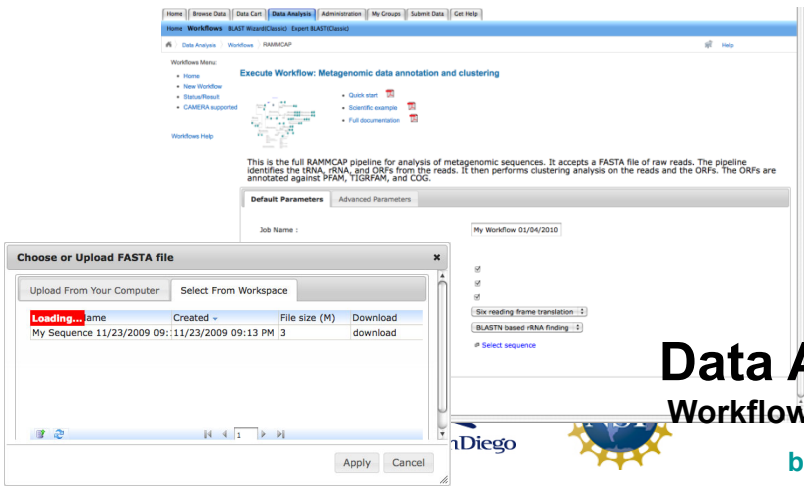 Home Browse Data Data Cart Data Analysis Administration My Groups Submit Data Get Help
Home Workflows BLAST Wizard(Classic) Expert BLAST(Classic)
Data Analysis Workflows RAMMCAP Help
Workflows Menu:
• Home
• New Workflow
• Status/Result
• CAMERA supported
Workflows Help
Execute Workflow: Metagenomic data annotation and clustering
• Quick start
• Scientific example
• Full documentation
This is the full RAMMCAP pipeline for analysis of metagenomic sequences. It accepts a FASTA file of raw reads. The pipeline
identifies the tRNA, rRNA, and ORFs from the reads. It then performs clustering analysis on the reads and the ORFs. The ORFs are
annotated against PFAM, TIGRFAM, and COG.
Default Parameters Advanced Parameters
Job Name : My Workflow 01/04/2010
Six reading frame translation
BLASTN based rRNA finding
Select sequence
Choose or Upload FASTA file
Upload From Your Computer Select From Workspace
Loading... ame Created File size (M) Download
My Sequence 11/23/2009 09:1 11/23/2009 09:13 PM 3 download
1
Apply Cancel
Data A
Workflow
nDiego
b